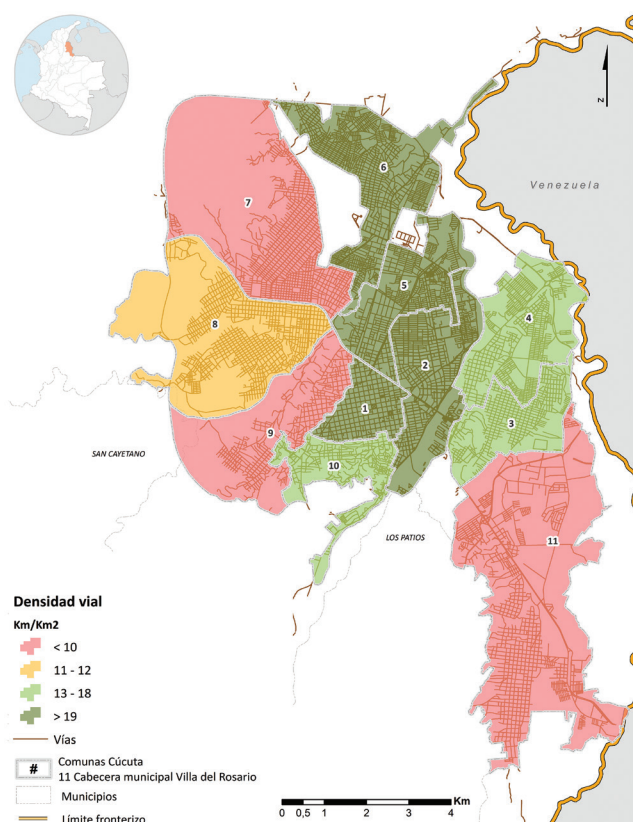 N
Venezuela
6
7
5
4
8
2
1
3
9
SAN CAYETANO
10
LOS PATIOS
11
Densidad vial
Km/Km2
< 10
11 - 12
13 - 18
> 19
Vías
# Comunas Cúcuta
11 Cabecera municipal Villa del Rosario
Municipios
Límite fronterizo
Km
0 0,5 1 2 3 4